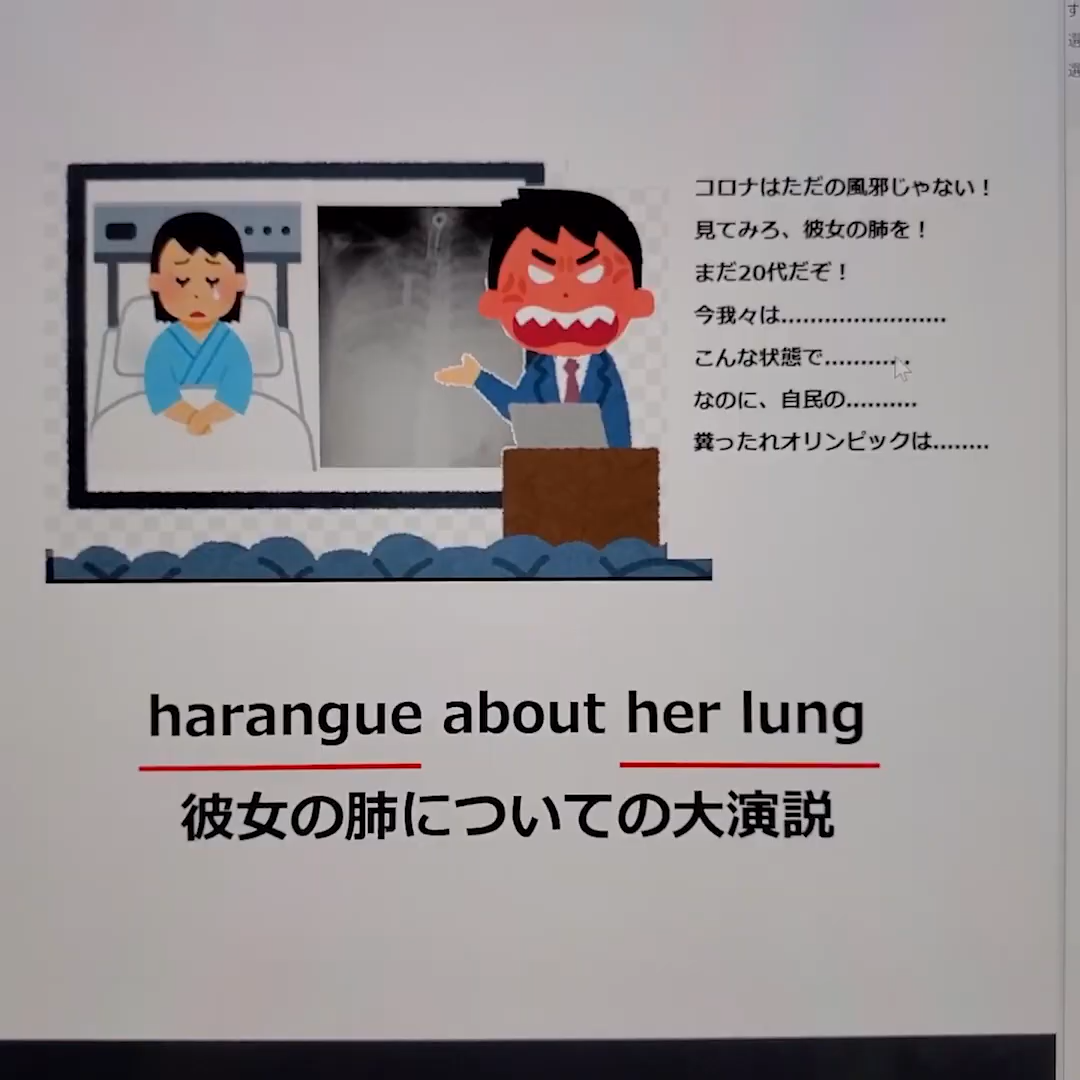 コロナはただの風邪じゃない！
見てみろ、彼女の肺を！
まだ20代だぞ！
今我々は.......................
こんな状態で............
なのに、自民の..........
糞ったれオリンピックは........
harangue about her lung
彼女の肺についての大演説